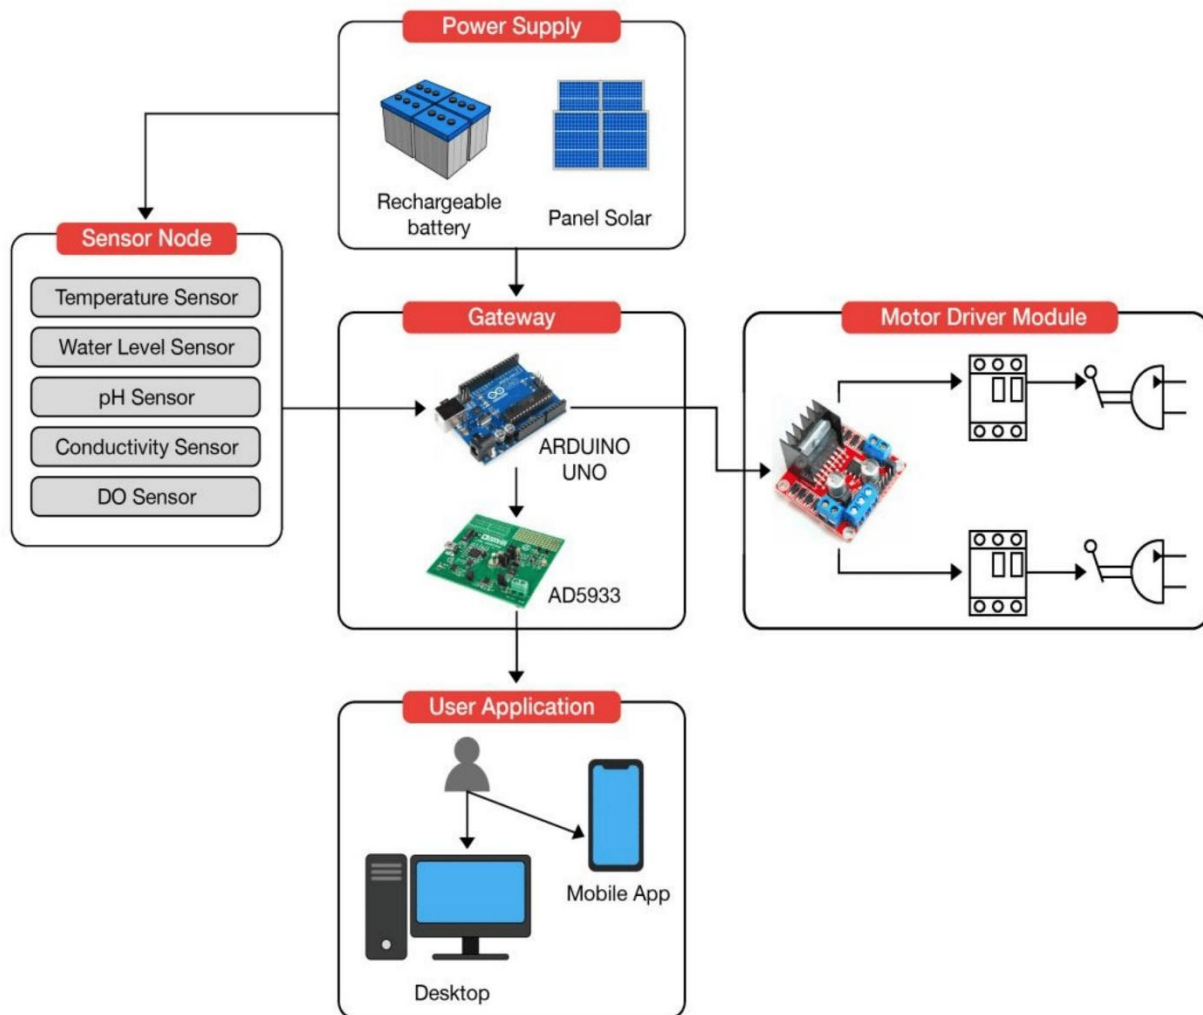 Power Supply
Rechargeable
battery
Panel Solar
Sensor Node
Temperature Sensor
Water Level Sensor
pH Sensor
Conductivity Sensor
DO Sensor
Gateway
ARDUINO
UNO
AD5933
Motor Driver Module
User Application
Mobile App
Desktop